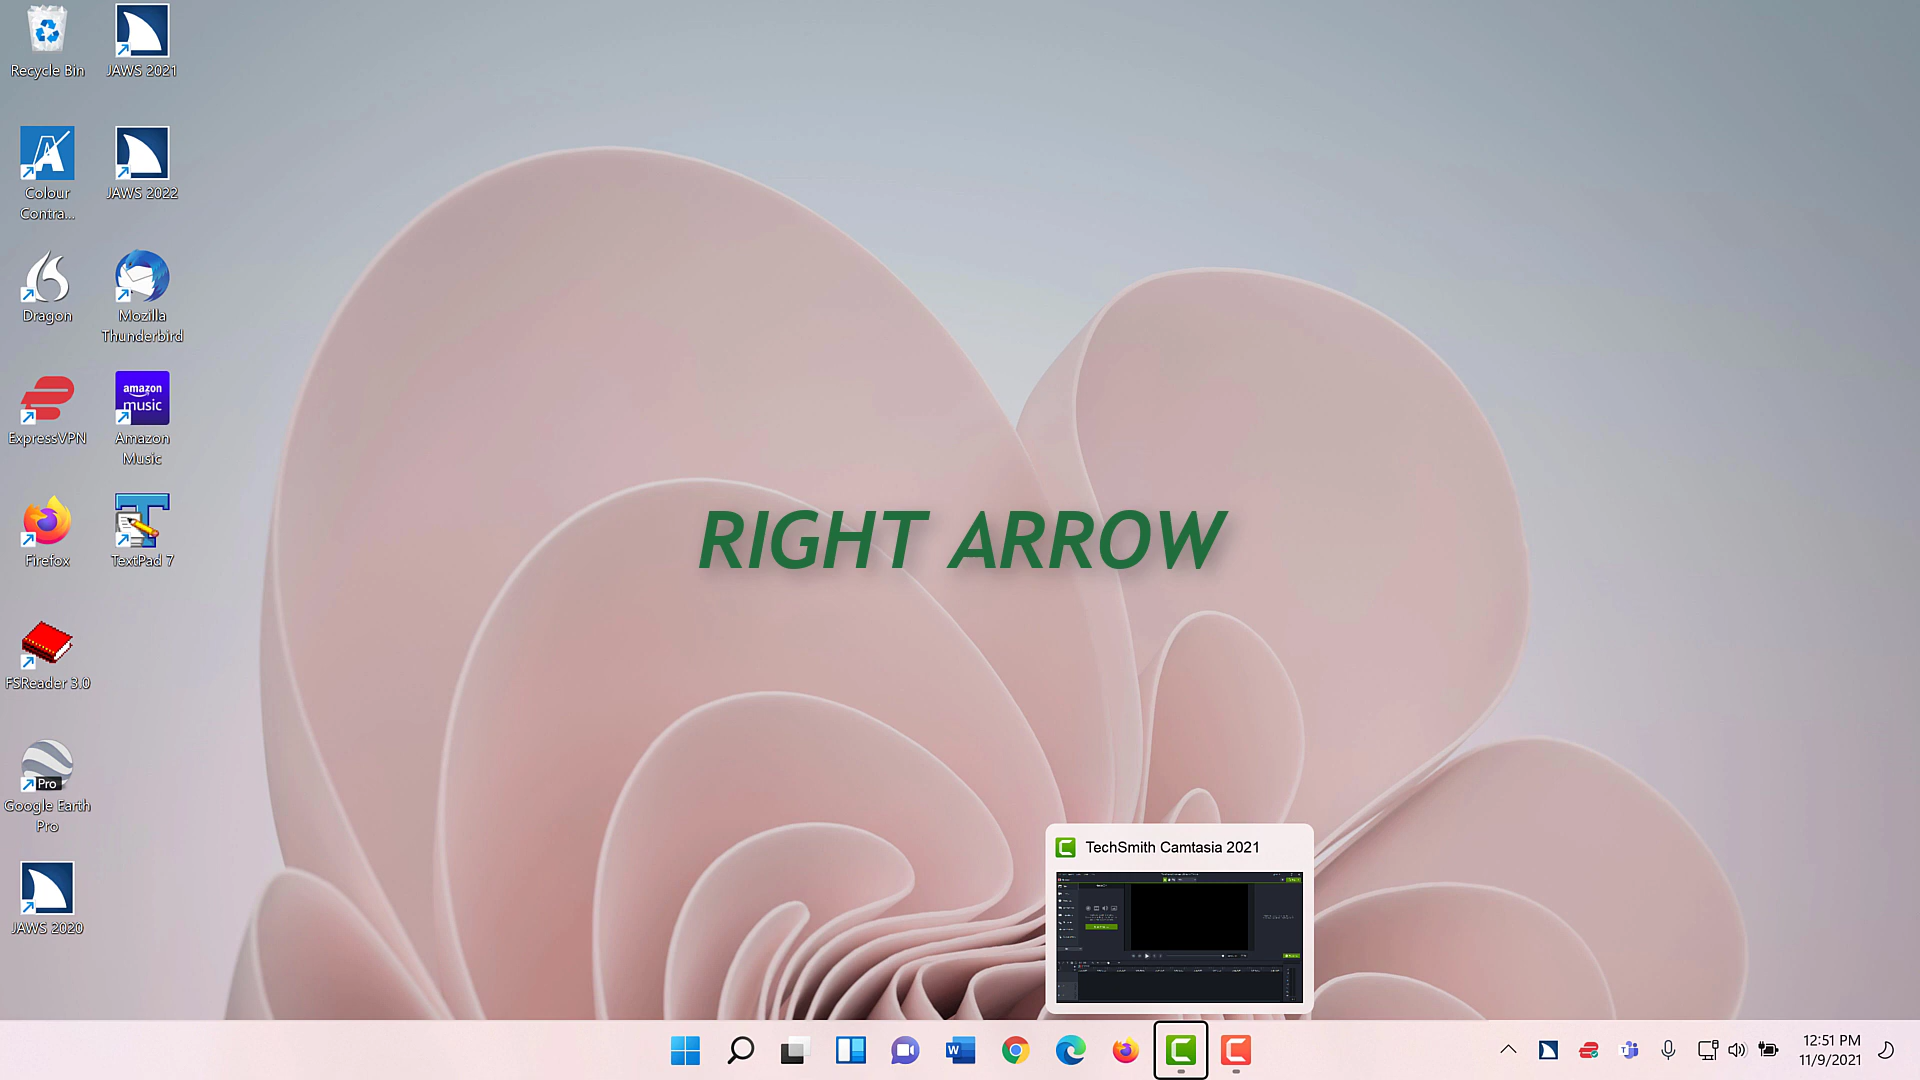 Recycle Bin
JAWS 2021
Colour
Contra...
JAWS 2022
Dragon
Mozilla
Thunderbird
ExpressVPN
amazon
music
Amazon
Music
Firefox
TextPad 7
FSReader 3.0
Pro
Google Earth
Pro
JAWS 2020
RIGHT ARROW
TechSmith Camtasia 2021
12:51 PM
11/9/2021